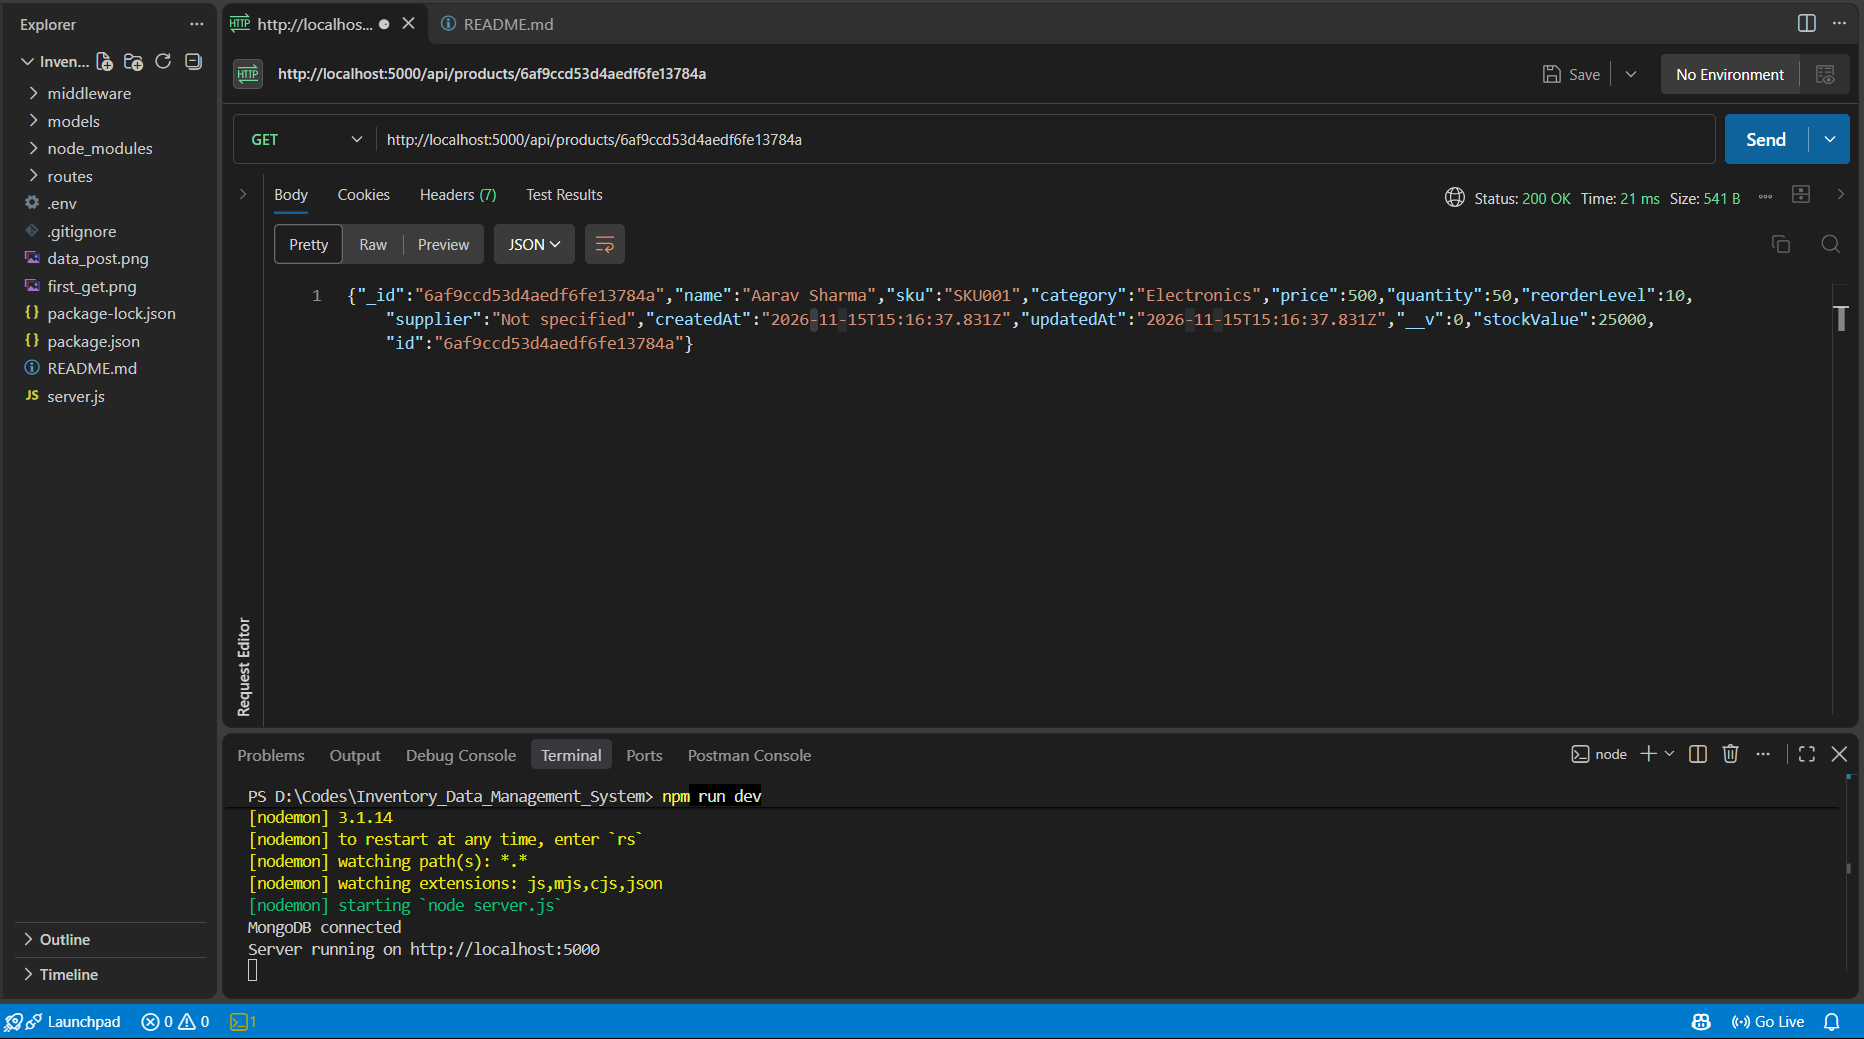 Explorer
Inven...
middleware
models
node_modules
routes
.env
.gitignore
data_post.png
first_get.png
package-lock.json
package.json
README.md
JS server.js
Outline
Timeline
HTTP http://localhos...
README.md
HTTP http://localhost:5000/api/products/6af9ccd53d4aedf6fe13784a
Save
No Environment
GET http://localhost:5000/api/products/6af9ccd53d4aedf6fe13784a
Send
Body Cookies Headers (7) Test Results
Status: 200 OK Time: 21 ms Size: 541 B
Pretty Raw Preview JSON
1 {"_id":"6af9ccd53d4aedf6fe13784a","name":"Aarav Sharma","sku":"SKU001","category":"Electronics","price":500,"quantity":50,"reorderLevel":10,
"supplier":"Not specified","createdAt":"2026-11-15T15:16:37.831Z","updatedAt":"2026-11-15T15:16:37.831Z","__v":0,"stockValue":25000,
"id":"6af9ccd53d4aedf6fe13784a"}
Request Editor
Problems Output Debug Console Terminal Ports Postman Console
node
PS D:\Codes\Inventory_Data_Management_System> npm run dev
[nodemon] 3.1.14
[nodemon] to restart at any time, enter `rs`
[nodemon] watching path(s): *.*
[nodemon] watching extensions: js,mjs,cjs,json
[nodemon] starting `node server.js`
MongoDB connected
Server running on http://localhost:5000
Launchpad 0 0 1
Go Live